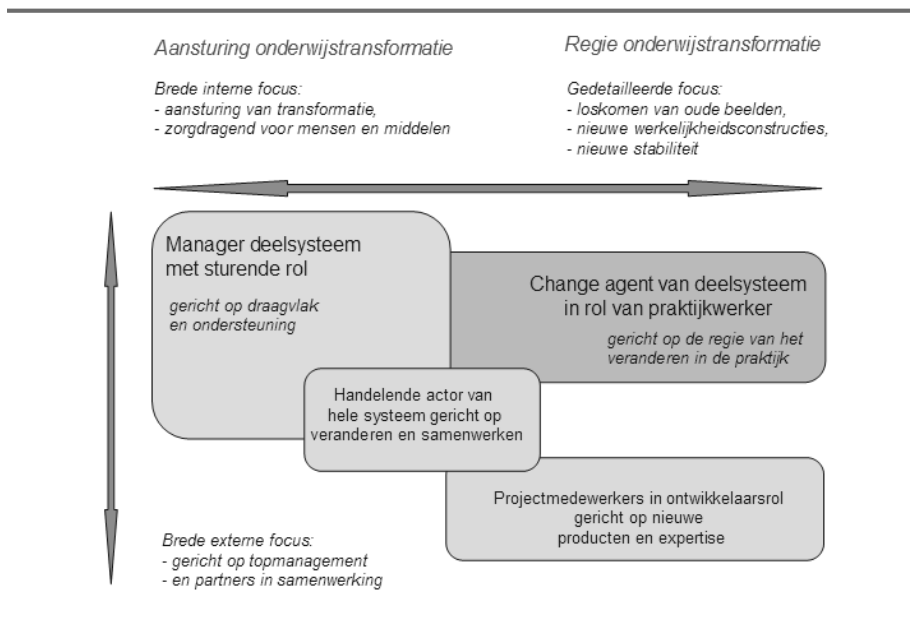 Aansturing onderwijstransformatie
Brede interne focus:
- aansturing van transformatie,
- zorgdragend voor mensen en middelen
Regie onderwijstransformatie
Gedetailleerde focus:
- loskomen van oude beelden,
- nieuwe werkelijkheidsconstructies,
- nieuwe stabiliteit
Manager deelsysteem
met sturende rol
gericht op draagvlak
en ondersteuning
Change agent van deelsysteem
in rol van praktijkwerker
gericht op de regie van het
veranderen in de praktijk
Handelende actor van
hele systeem gericht op
veranderen en samenwerken
Projectmedewerkers in ontwikkelaarsrol
gericht op nieuwe
producten en expertise
Brede externe focus:
- gericht op topmanagement
- en partners in samenwerking